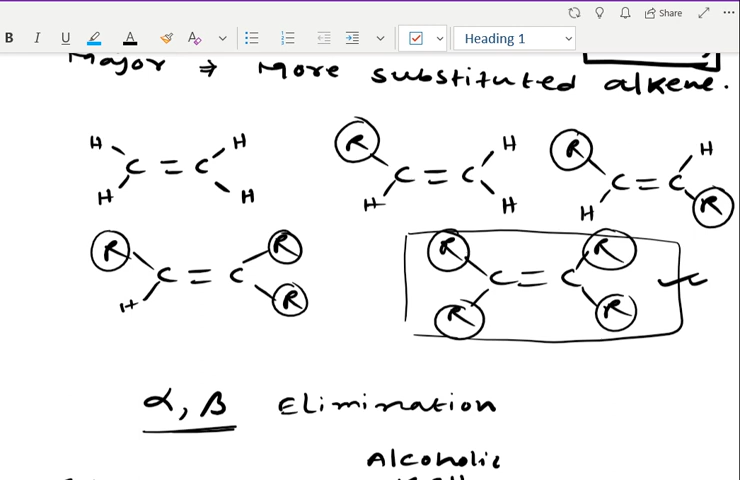 Share
B I U A A Heading 1
Major ⇒ More substituted alkene.
H H R H R H
C = C C = C C = C
H H H H H R
R R R R
C = C C = C
H R R R
α, β Elimination
Alcoholic